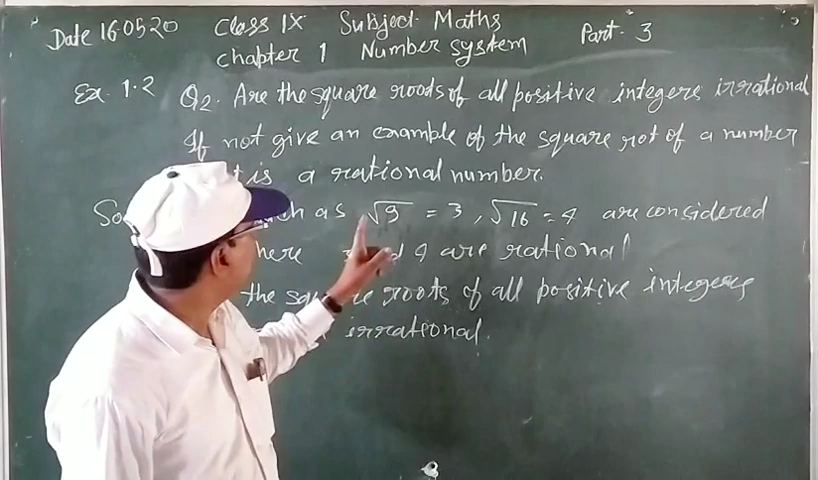 Date 16.05.20 Class IX Subject- Maths Part- 3
Chapter 1 Number system
Ex. 1.2 Q2. Are the square roots of all positive integers irrational
If not give an example of the square rot of a number
is a rational number.
as √9 = 3, √16 = 4 are considered
here 4 are rational
the square roots of all positive integers
irrational.